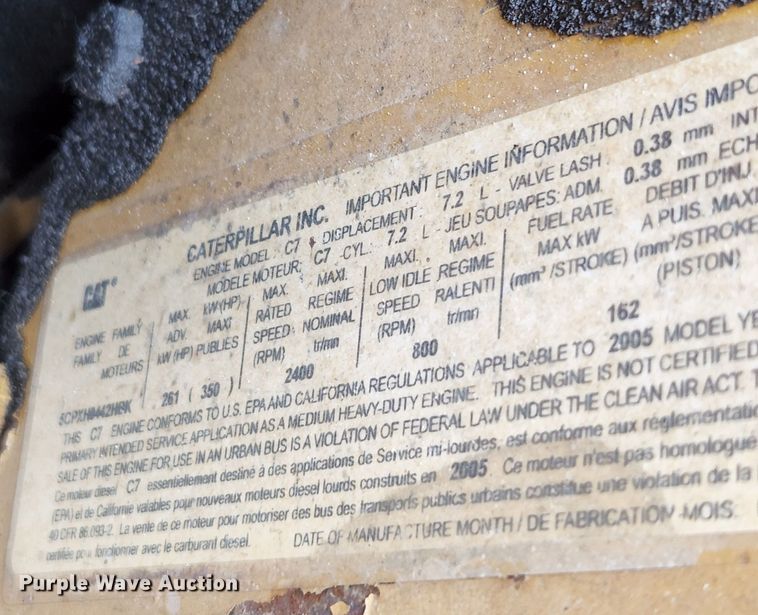 CATERPILLAR INC. IMPORTANT ENGINE INFORMATION / AVIS IMPO
ENGINE MODEL: C7 DISPLACEMENT: 7.2 L - VALVE LASH: 0.38 mm INT
MODELE MOTEUR: C7 CYL: 7.2 L - JEU SOUPAPES: ADM. 0.38 mm ECH
CAT®
ENGINE FAMILY
FAMILY DE
MOTEURS
MAX. kW(HP)
ADV. MAXI
kW (HP) PUBLIÉS
MAX. MAXI.
RATED REGIME
SPEED NOMINAL
(RPM) tr/min
MAXI. MAXI.
LOW IDLE REGIME
SPEED RALENTI
(RPM) tr/min
FUEL RATE
MAX kW
(mm³ /STROKE)
DEBIT D'INJ
A PUIS. MAXI
(mm³/STROKE
(PISTON)
261 ( 350 ) 2400 800 162
THIS C7 ENGINE CONFORMS TO U.S. EPA AND CALIFORNIA REGULATIONS APPLICABLE TO 2005 MODEL YE
PRIMARY INTENDED SERVICE APPLICATION AS A MEDIUM HEAVY-DUTY ENGINE. THIS ENGINE IS NOT CERTIFIED
SALE OF THIS ENGINE FOR USE IN AN URBAN BUS IS A VIOLATION OF FEDERAL LAW UNDER THE CLEAN AIR ACT. T
Ce moteur diesel C7 essentiellement destiné à des applications de Service mi-lourdes, est conforme aux réglementatio
(EPA) et de Californie valables pour nouveaux moteurs diesel lourds construits en 2005. Ce moteur n'est pas homologué
40 CFR 86.093-2. La vente de ce moteur pour motoriser des bus des transports publics urbains constitue une violation de la
certifiée pour fonctionner avec le carburant diesel. DATE OF MANUFACTURE MONTH / DE FABRICATION -MOIS:
Purple Wave Auction